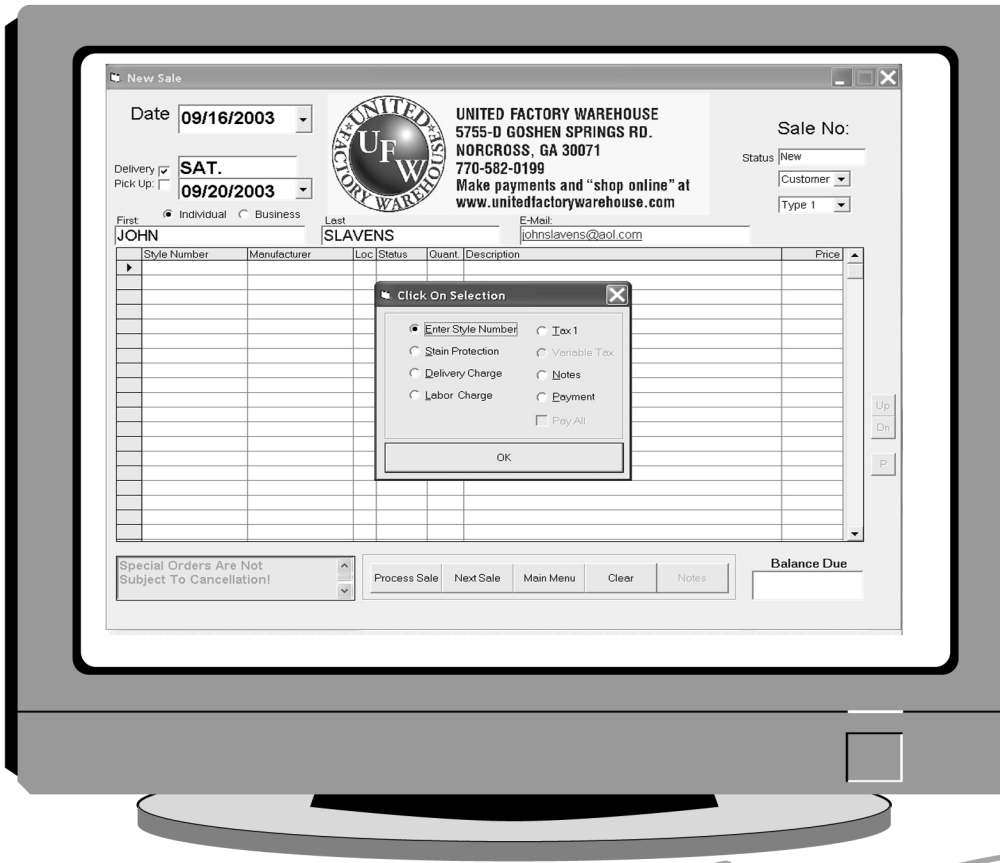 New Sale
Date 09/16/2003
Delivery SAT.
Pick Up: 09/20/2003
Individual Business
UNITED FACTORY WAREHOUSE
UFW
UNITED FACTORY WAREHOUSE
5755-D GOSHEN SPRINGS RD.
NORCROSS, GA 30071
770-582-0199
Make payments and “shop online” at
www.unitedfactorywarehouse.com
Sale No:
Status New
Customer
Type 1
First: Last E-Mail:
JOHN SLAVENS johnslavens@aol.com
Style Number Manufacturer Loc Status Quant. Description Price
Click On Selection
Enter Style Number Tax 1
Stain Protection Variable Tax
Delivery Charge Notes
Labor Charge Payment
Pay All
OK
Up
Dn
P
Special Orders Are Not
Subject To Cancellation!
Process Sale Next Sale Main Menu Clear Notes
Balance Due